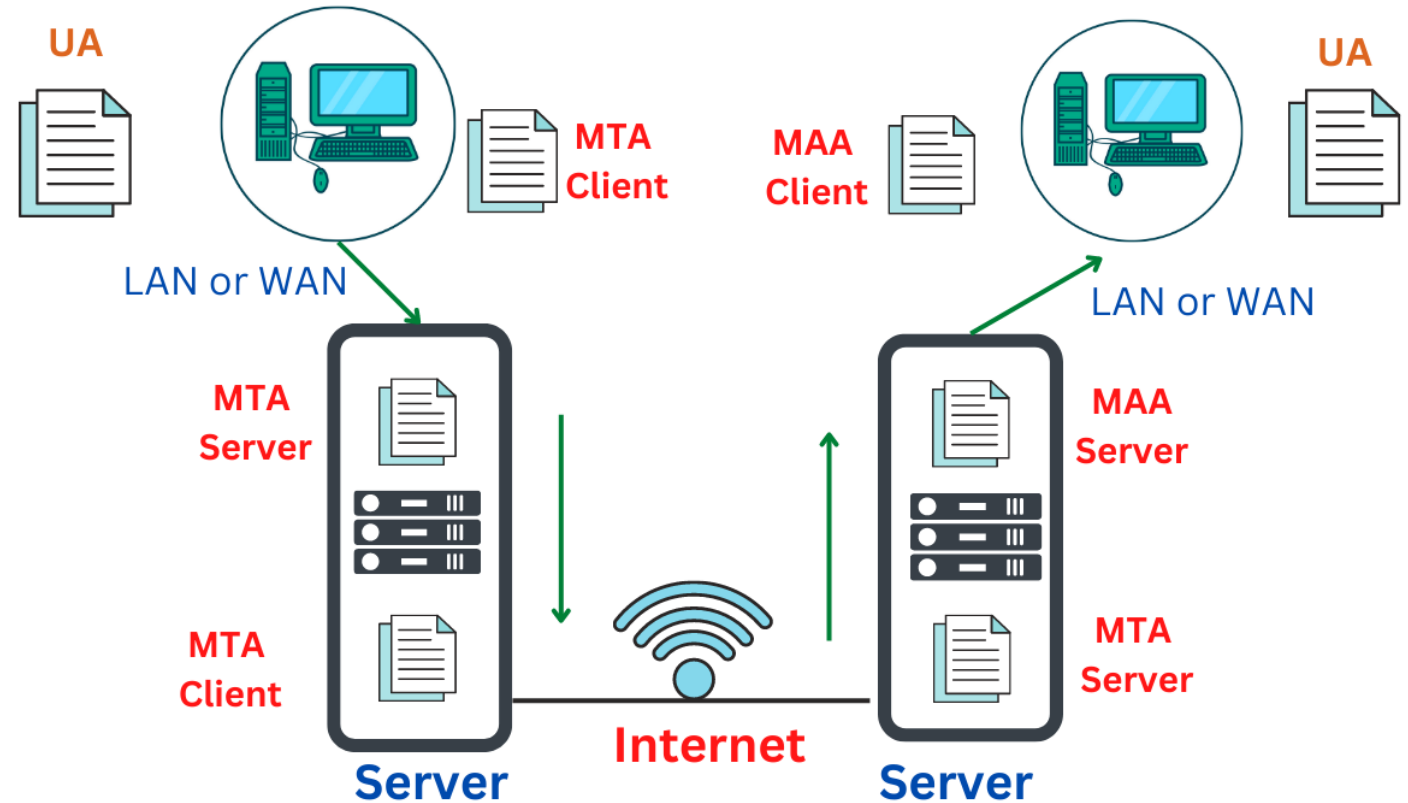 UA
UA
MTA
Client
MAA
Client
LAN or WAN
LAN or WAN
MTA
Server
MAA
Server
MTA
Client
MTA
Server
Internet
Server
Server